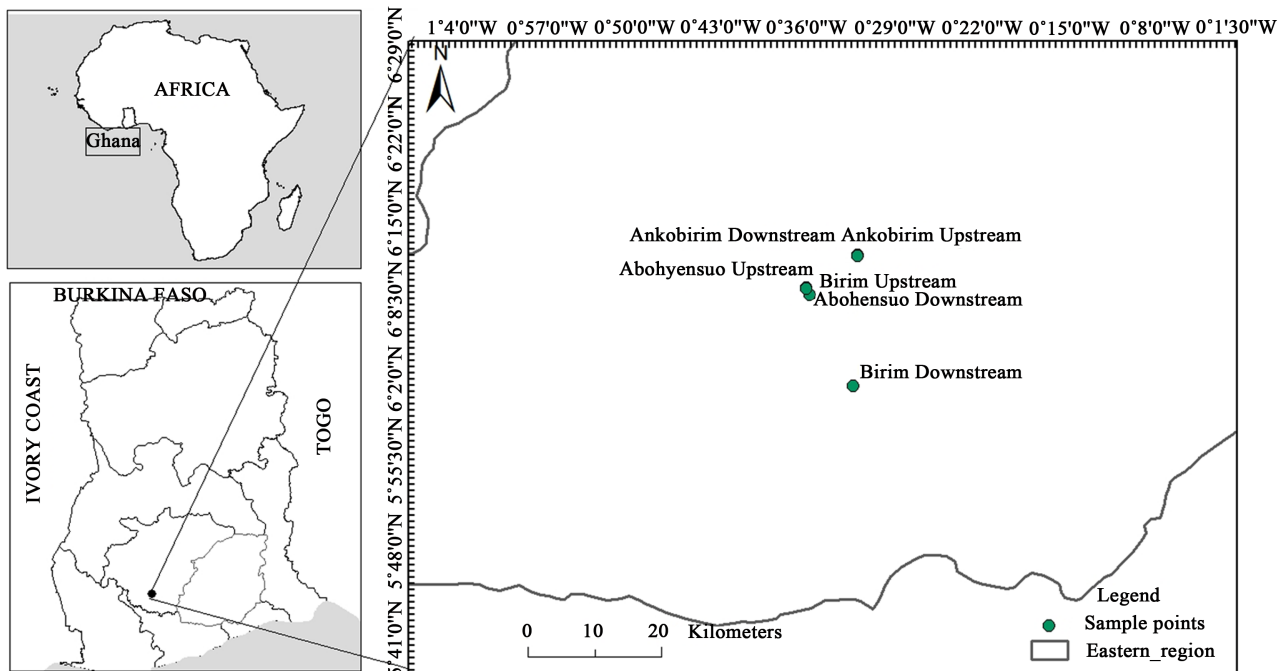 AFRICA
Ghana
BURKINA FASO
IVORY COAST
TOGO
1°4'0"W 0°57'0"W 0°50'0"W 0°43'0"W 0°36'0"W 0°29'0"W 0°22'0"W 0°15'0"W 0°8'0"W 0°1'30"W
6°29'0"N
6°22'0"N
6°15'0"N
6°8'30"N
6°2'0"N
5°55'30"N
5°48'0"N
5°41'0"N
N
Ankobirim Downstream Ankobirim Upstream
Abohyensuo Upstream
Birim Upstream
Abohensuo Downstream
Birim Downstream
0 10 20 Kilometers
Legend
Sample points
Eastern_region